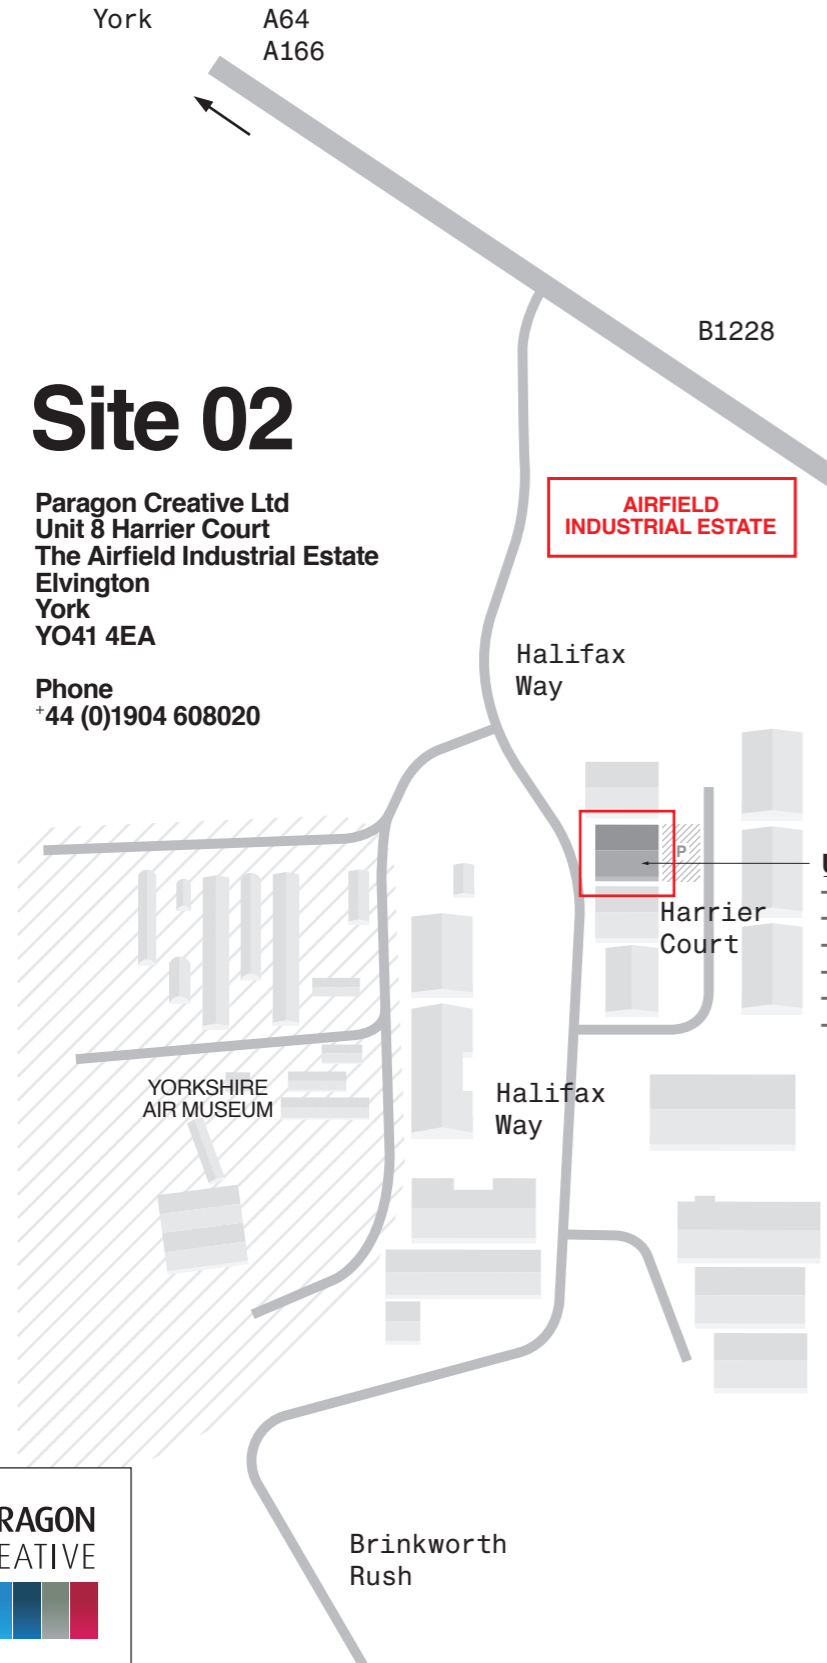 York
A64
A166
B1228
Site 02
AIRFIELD
INDUSTRIAL ESTATE
Paragon Creative Ltd
Unit 8 Harrier Court
The Airfield Industrial Estate
Elvington
York
YO41 4EA
Phone
+44 (0)1904 608020
Halifax
Way
P
Harrier
Court
YORKSHIRE
AIR MUSEUM
Halifax
Way
RAGON
EATIVE
Brinkworth
Rush